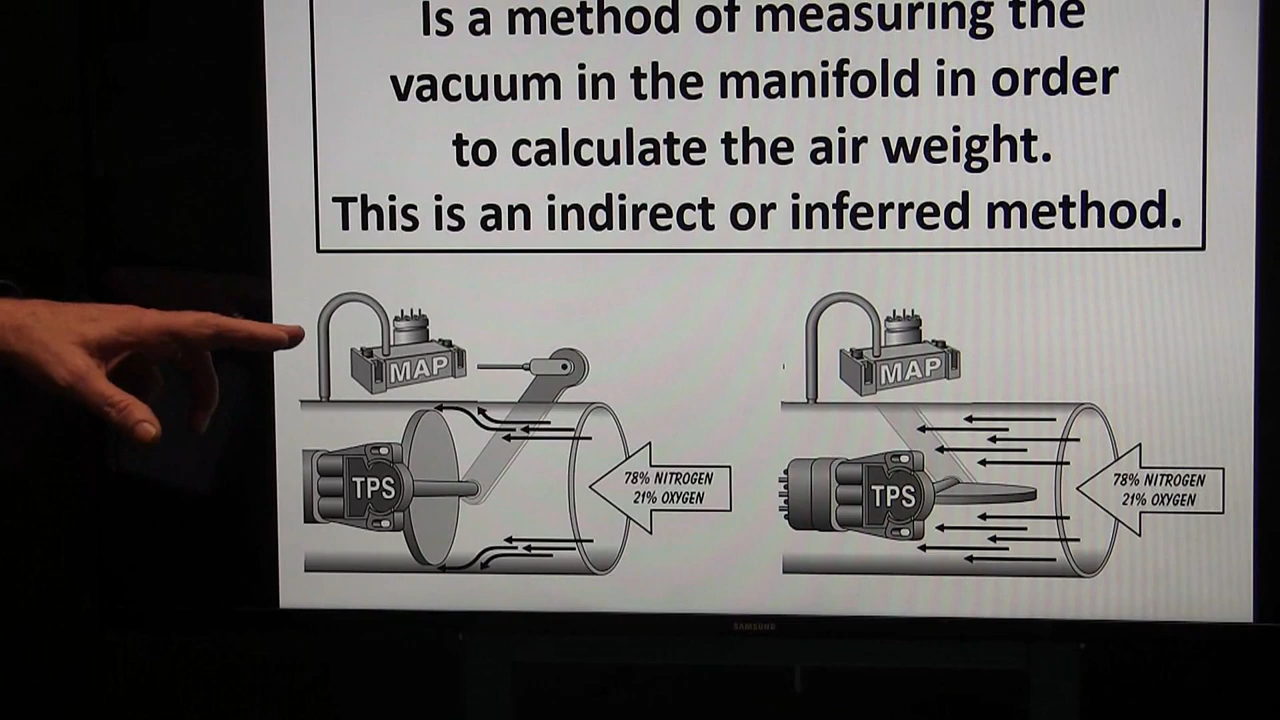 Is a method of measuring the
vacuum in the manifold in order
to calculate the air weight.
This is an indirect or inferred method.
MAP
MAP
TPS
78% NITROGEN
21% OXYGEN
TPS
78% NITROGEN
21% OXYGEN
SAMSUNG